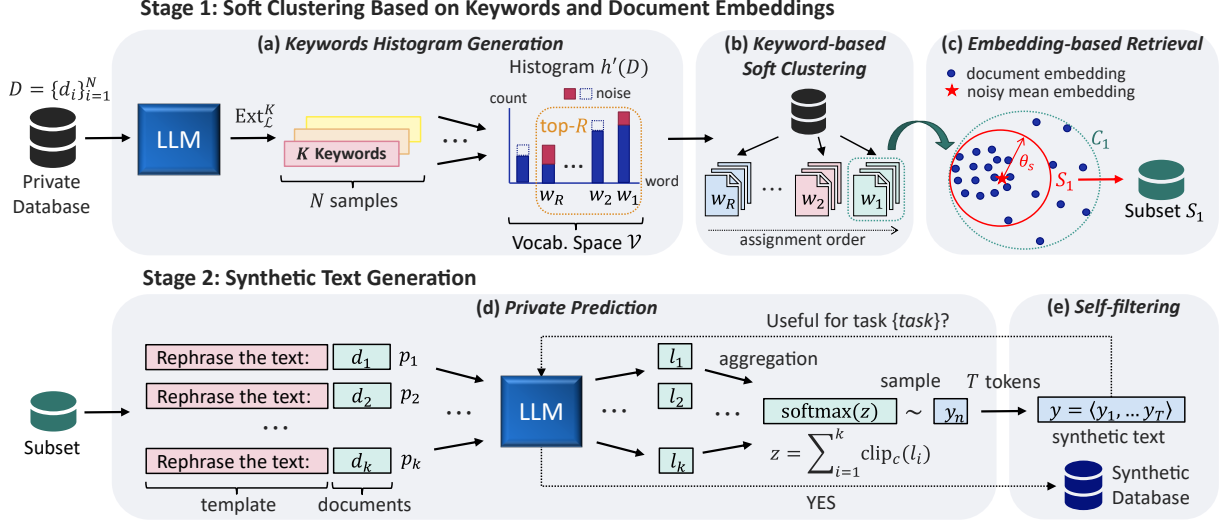 Stage 1: Soft Clustering Based on Keywords and Document Embeddings
(a) Keywords Histogram Generation
D = {d_i}_{i=1}^N
Private
Database
LLM
Ext_ℒ^K
K Keywords
N samples
...
Histogram h′(D)
count
noise
top-R
...
word
w_R
w_2
w_1
Vocab. Space 𝒱
(b) Keyword-based
Soft Clustering
w_R
...
w_2
w_1
assignment order
(c) Embedding-based Retrieval
document embedding
noisy mean embedding
C_1
θ_s
S_1
Subset S_1
Stage 2: Synthetic Text Generation
(d) Private Prediction
Subset
Rephrase the text: d_1 p_1
Rephrase the text: d_2 p_2
...
Rephrase the text: d_k p_k
template
documents
...
LLM
...
l_1
l_2
l_k
aggregation
...
softmax(z) ~ y_n
sample
z = ∑_{i=1}^k clip_c(l_i)
T tokens
Useful for task {task}?
YES
(e) Self-filtering
y = ⟨y_1, ... y_T⟩
synthetic text
Synthetic
Database